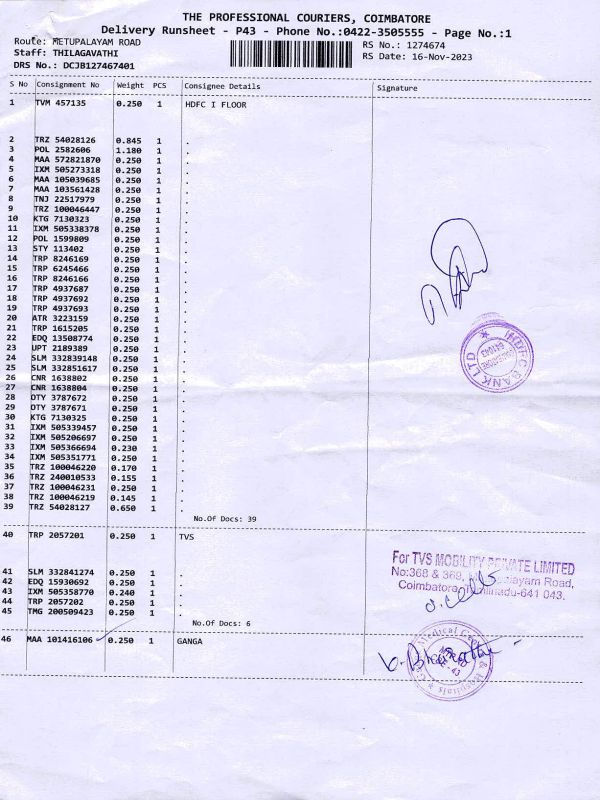 THE PROFESSIONAL COURIERS, COIMBATORE
Delivery Runsheet - P43 - Phone No.:0422-3505555 - Page No.:1
Route: METUPALAYAM ROAD
RS No.: 1274674
Staff: THILAGAVATHI
RS Date: 16-Nov-2023
DRS No.: DCJB127467401
S No Consignment No Weight PCS Consignee Details Signature
1 TVM 457135 0.250 1 HDFC I FLOOR
2 TRZ 54028126 0.845 1 .
3 POL 2582606 1.180 1 .
4 MAA 572821870 0.250 1 .
5 IXM 505273318 0.250 1 .
6 MAA 105039685 0.250 1 .
7 MAA 103561428 0.250 1 .
8 TNJ 22517979 0.250 1 .
9 TRZ 100046447 0.250 1 .
10 KTG 7130323 0.250 1 .
11 IXM 505338378 0.250 1 .
12 POL 1599809 0.250 1 .
13 STY 113402 0.250 1 .
14 TRP 8246169 0.250 1 .
15 TRP 6245466 0.250 1 .
16 TRP 8246166 0.250 1 .
17 TRP 4937687 0.250 1 .
18 TRP 4937692 0.250 1 .
19 TRP 4937693 0.250 1 .
20 ATR 3223159 0.250 1 .
21 TRP 1615205 0.250 1 .
22 EDQ 13508774 0.250 1 .
23 UPT 2189389 0.250 1 .
24 SLM 332839148 0.250 1 .
25 SLM 332851617 0.250 1 .
26 CNR 1638802 0.250 1 .
27 CNR 1638804 0.250 1 .
28 OTY 3787672 0.250 1 .
29 OTY 3787671 0.250 1 .
30 KTG 7130325 0.250 1 .
31 IXM 505339457 0.250 1 .
32 IXM 505206697 0.250 1 .
33 IXM 505366694 0.230 1 .
34 IXM 505351771 0.250 1 .
35 TRZ 100046220 0.170 1 .
36 TRZ 240010533 0.155 1 .
37 TRZ 100046231 0.250 1 .
38 TRZ 100046219 0.145 1 .
39 TRZ 54028127 0.650 1 .
No.Of Docs: 39
HDFC BANK LTD
40 TRP 2057201 0.250 1 TVS
For TVS MOBILITY PRIVATE LIMITED
No:368 & 369,
Road,
Coimbatore,
641 043.
41 SLM 332841274 0.250 1 .
42 EDQ 15930692 0.250 1 .
43 IXM 505358770 0.240 1 .
44 TRP 2057202 0.250 1 .
45 TMG 200509423 0.250 1 .
No.Of Docs: 6
46 MAA 101416106 0.250 1 GANGA
Medical
& Hospitals